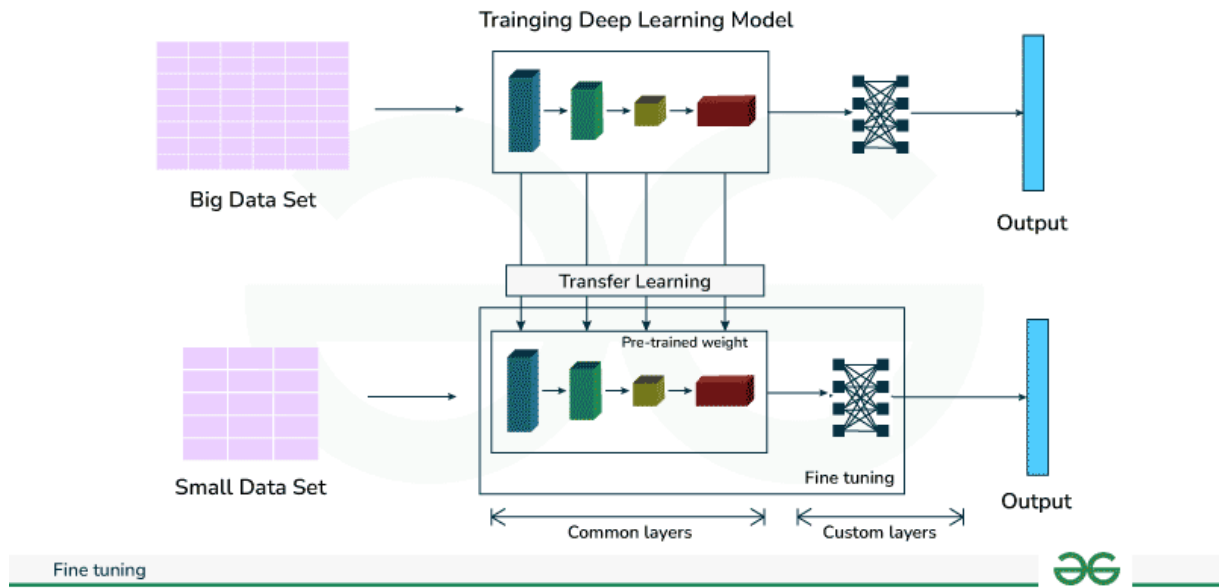 Trainging Deep Learning Model
Big Data Set
Output
Transfer Learning
Pre-trained weight
Small Data Set
Fine tuning
Output
Common layers
Custom layers
Fine tuning